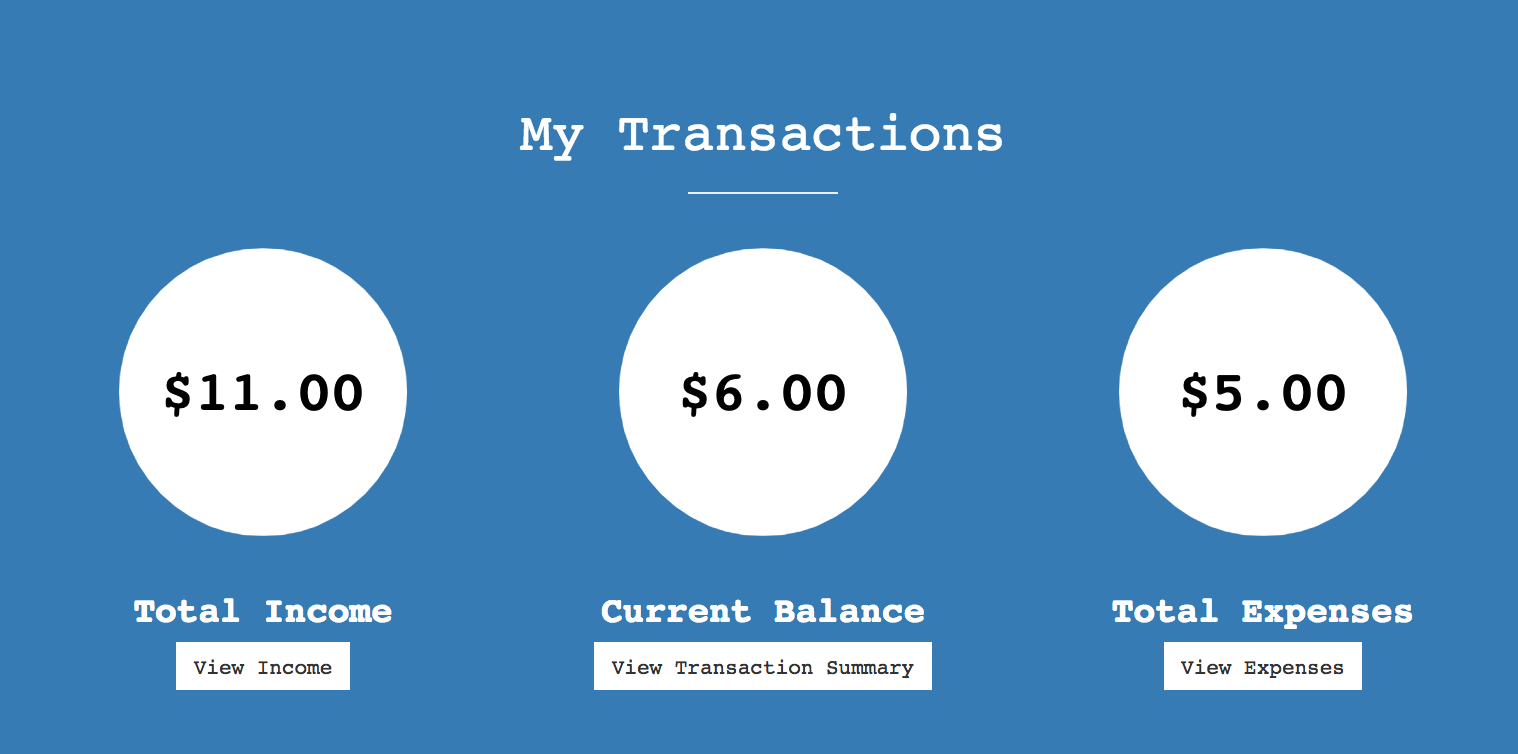 My Transactions
$11.00
$6.00
$5.00
Total Income
Current Balance
Total Expenses
View Income
View Transaction Summary
View Expenses